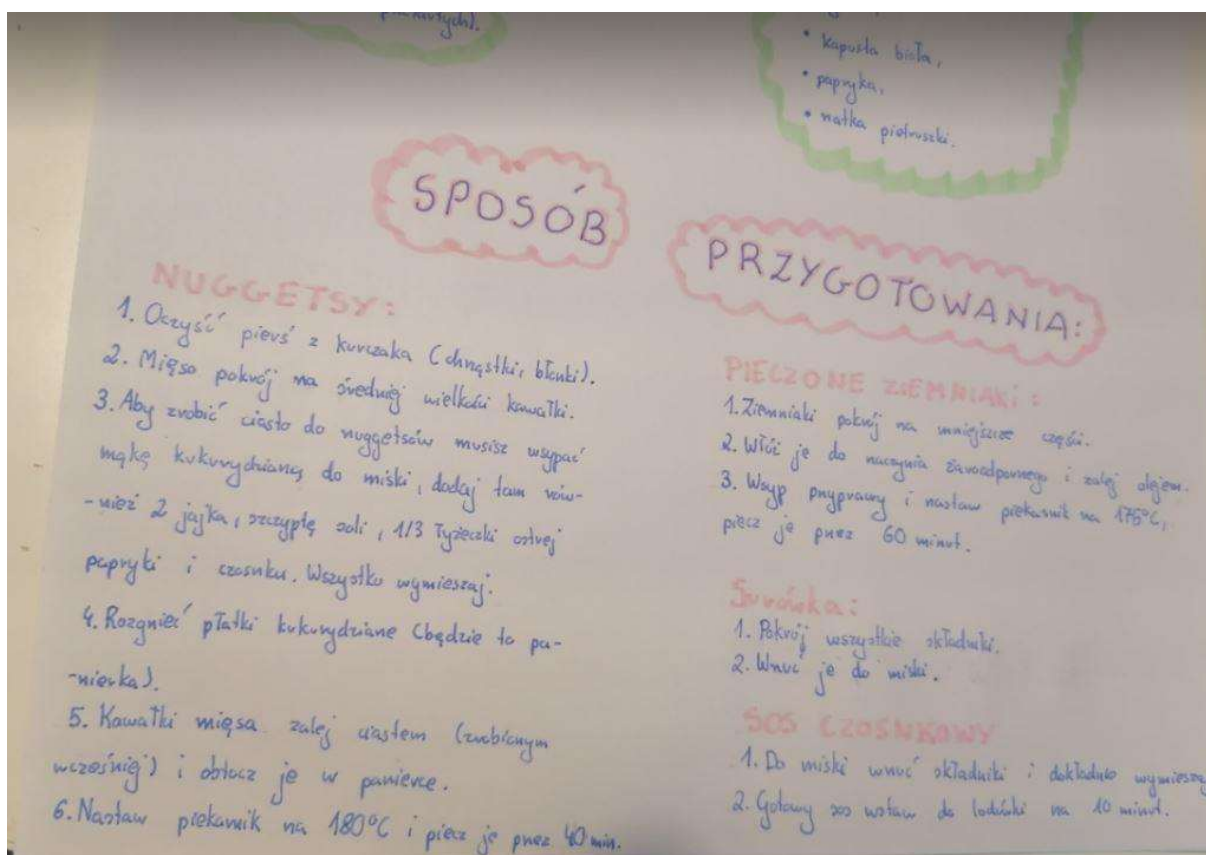 • kapusta biała,
• papryka,
• natka pietruszki.
SPOSÓB
PRZYGOTOWANIA:
NUGGETSY:
1. Oczyść pierś z kurczaka (chrząstki, błonki).
2. Mięso pokrój na średniej wielkości kawałki.
3. Aby zrobić ciasto do nuggetsów musisz wsypać
mąkę kukurydzianą do miski, dodaj tam rów-
-nież 2 jajka, szczyptę soli, 1/3 łyżeczki ostrej
papryki i czosnku. Wszystko wymieszaj.
4. Rozgnieć płatki kukurydziane (będzie to pa-
-nierka).
5. Kawałki mięsa zalej ciastem (zrobionym
wcześniej) i obtocz je w panierce.
6. Nastaw piekarnik na 180°C i piecz je przez 40 min.
PIECZONE ZIEMNIAKI:
1. Ziemniaki pokrój na mniejsze części.
2. Włóż je do naczynia żaroodpornego i zalej olejem.
3. Wsyp przyprawy i nastaw piekarnik na 175°C,
piecz je przez 60 minut.
Surówka:
1. Pokrój wszystkie składniki.
2. Wrzuć je do miski.
SOS CZOSNKOWY
1. Do miski wrzuć składniki i dokładnie wymieszaj
2. Gotowy sos wstaw do lodówki na 10 minut.